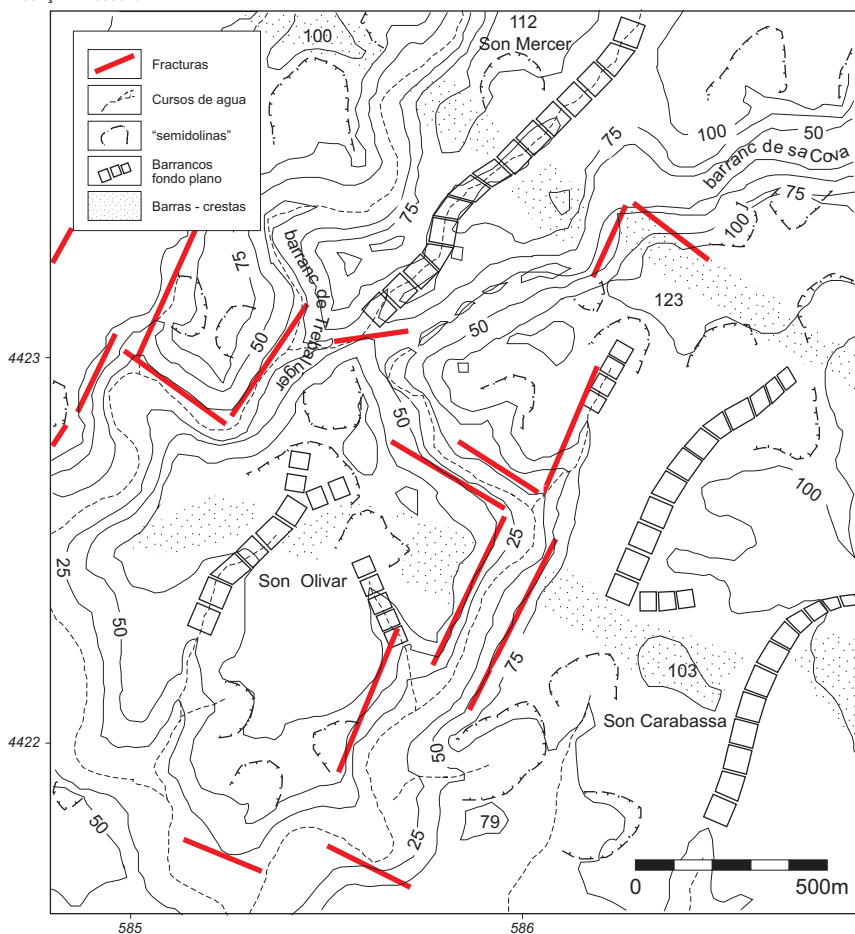 112
Son Mercer
100
Fracturas
Cursos de agua
"semidolinas"
Barrancos
fondo plano
Barras - crestas
75
100
50
barranc de sa Cova
75
100
75
75
barranc de Trebaluger
123
50
50
4423
50
100
25
25
Son Olivar
50
75
103
Son Carabassa
4422
50
50
25
79
0
500m
585
586